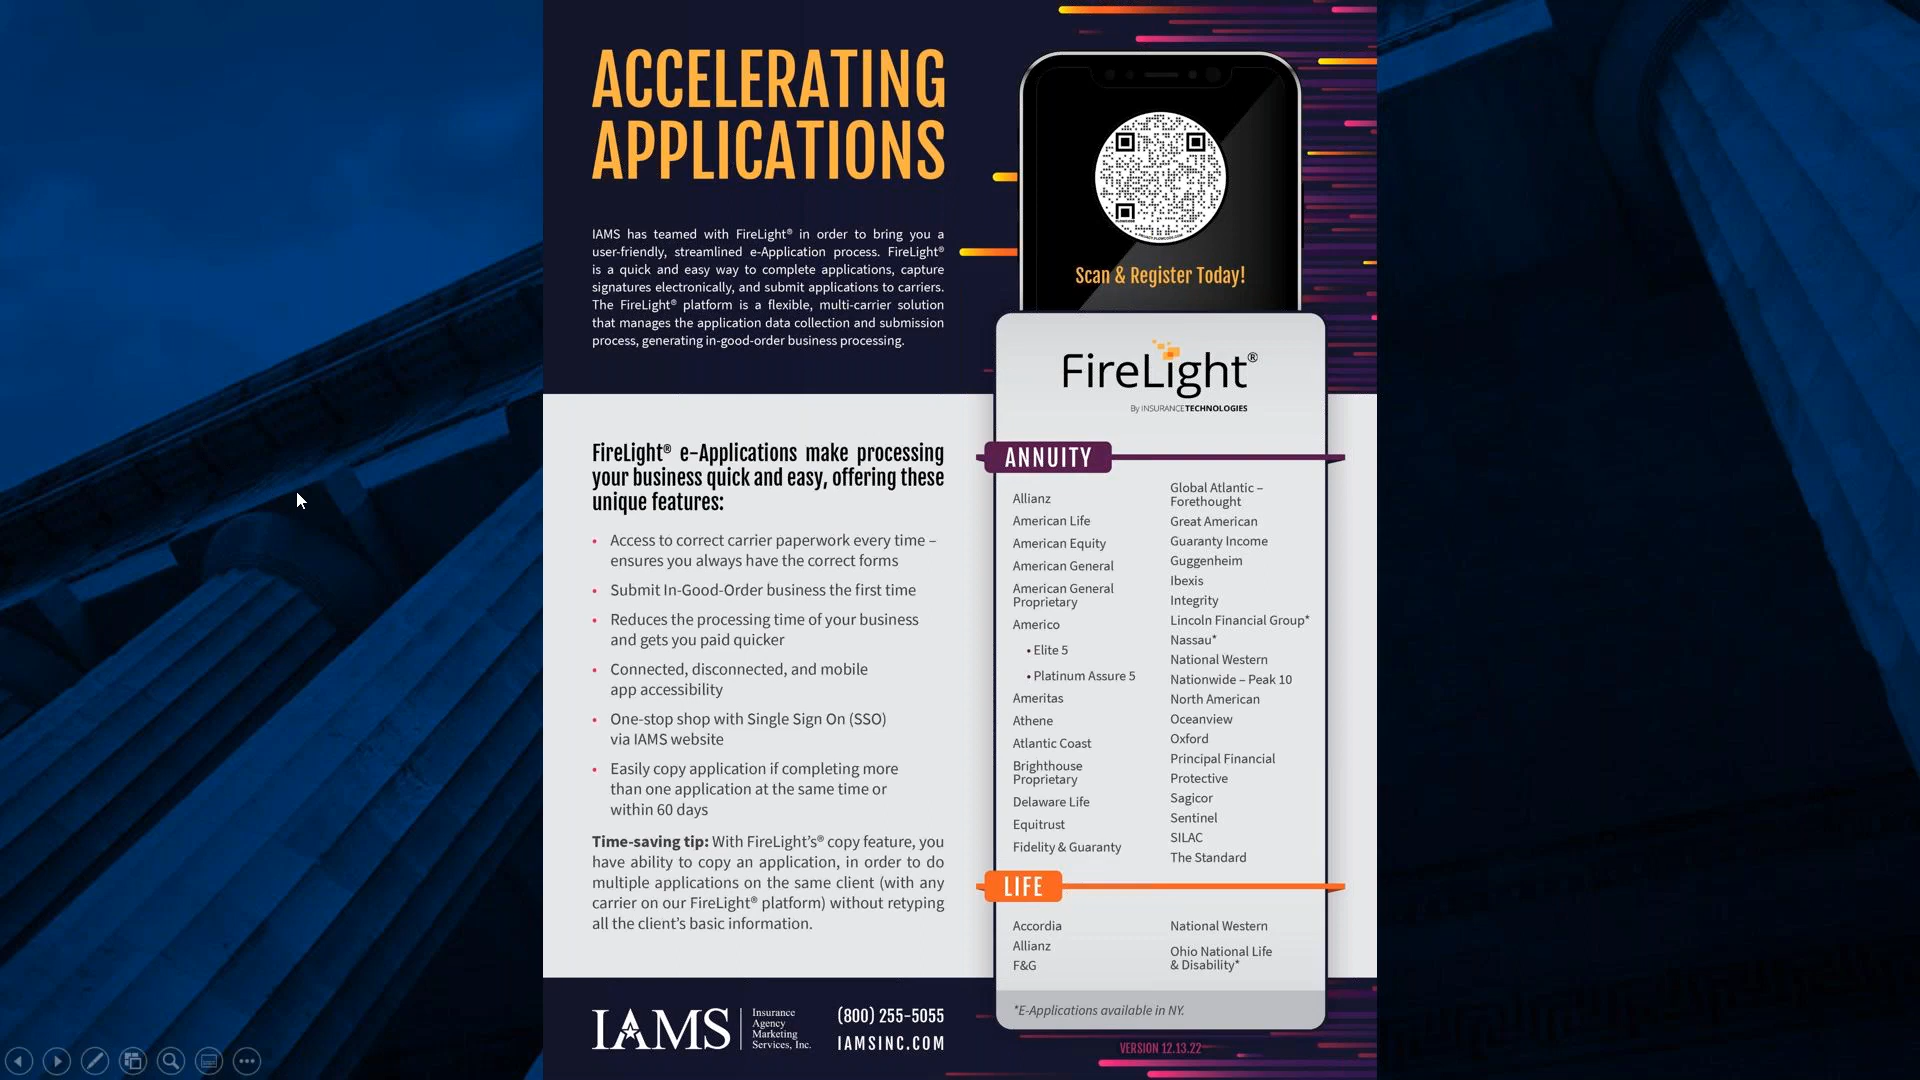 ACCELERATING
APPLICATIONS
IAMS has teamed with FireLight® in order to bring you a
user-friendly, streamlined e-Application process. FireLight®
is a quick and easy way to complete applications, capture
signatures electronically, and submit applications to carriers.
The FireLight® platform is a flexible, multi-carrier solution
that manages the application data collection and submission
process, generating in-good-order business processing.
Scan & Register Today!
FireLight®
By INSURANCETECHNOLOGIES
FireLight® e-Applications make processing
your business quick and easy, offering these
unique features:
• Access to correct carrier paperwork every time –
ensures you always have the correct forms
• Submit In-Good-Order business the first time
• Reduces the processing time of your business
and gets you paid quicker
• Connected, disconnected, and mobile
app accessibility
• One-stop shop with Single Sign On (SSO)
via IAMS website
• Easily copy application if completing more
than one application at the same time or
within 60 days
Time-saving tip: With FireLight's® copy feature, you
have ability to copy an application, in order to do
multiple applications on the same client (with any
carrier on our FireLight® platform) without retyping
all the client's basic information.
ANNUITY
Allianz
American Life
American Equity
American General
American General
Proprietary
Americo
• Elite 5
• Platinum Assure 5
Ameritas
Athene
Atlantic Coast
Brighthouse
Proprietary
Delaware Life
Equitrust
Fidelity & Guaranty
Global Atlantic –
Forethought
Great American
Guaranty Income
Guggenheim
Ibexis
Integrity
Lincoln Financial Group*
Nassau*
National Western
Nationwide – Peak 10
North American
Oceanview
Oxford
Principal Financial
Protective
Sagicor
Sentinel
SILAC
The Standard
LIFE
Accordia
Allianz
F&G
National Western
Ohio National Life
& Disability*
*E-Applications available in NY.
IAMS
Insurance
Agency
Marketing
Services, Inc.
(800) 255-5055
IAMSINC.COM
VERSION 12.13.22